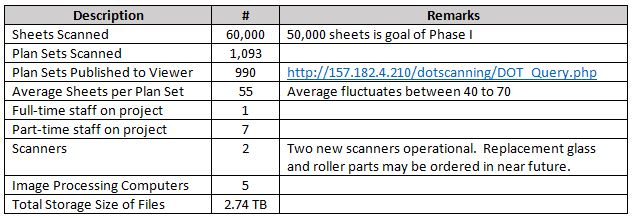 Description # Remarks
Sheets Scanned 60,000 50,000 sheets is goal of Phase I
Plan Sets Scanned 1,093
Plan Sets Published to Viewer 990 http://157.182.4.210/dotscanning/DOT_Query.php
Average Sheets per Plan Set 55 Average fluctuates between 40 to 70
Full-time staff on project 1
Part-time staff on project 7
Scanners 2 Two new scanners operational.  Replacement glass
and roller parts may be ordered in near future.
Image Processing Computers 5
Total Storage Size of Files 2.74 TB